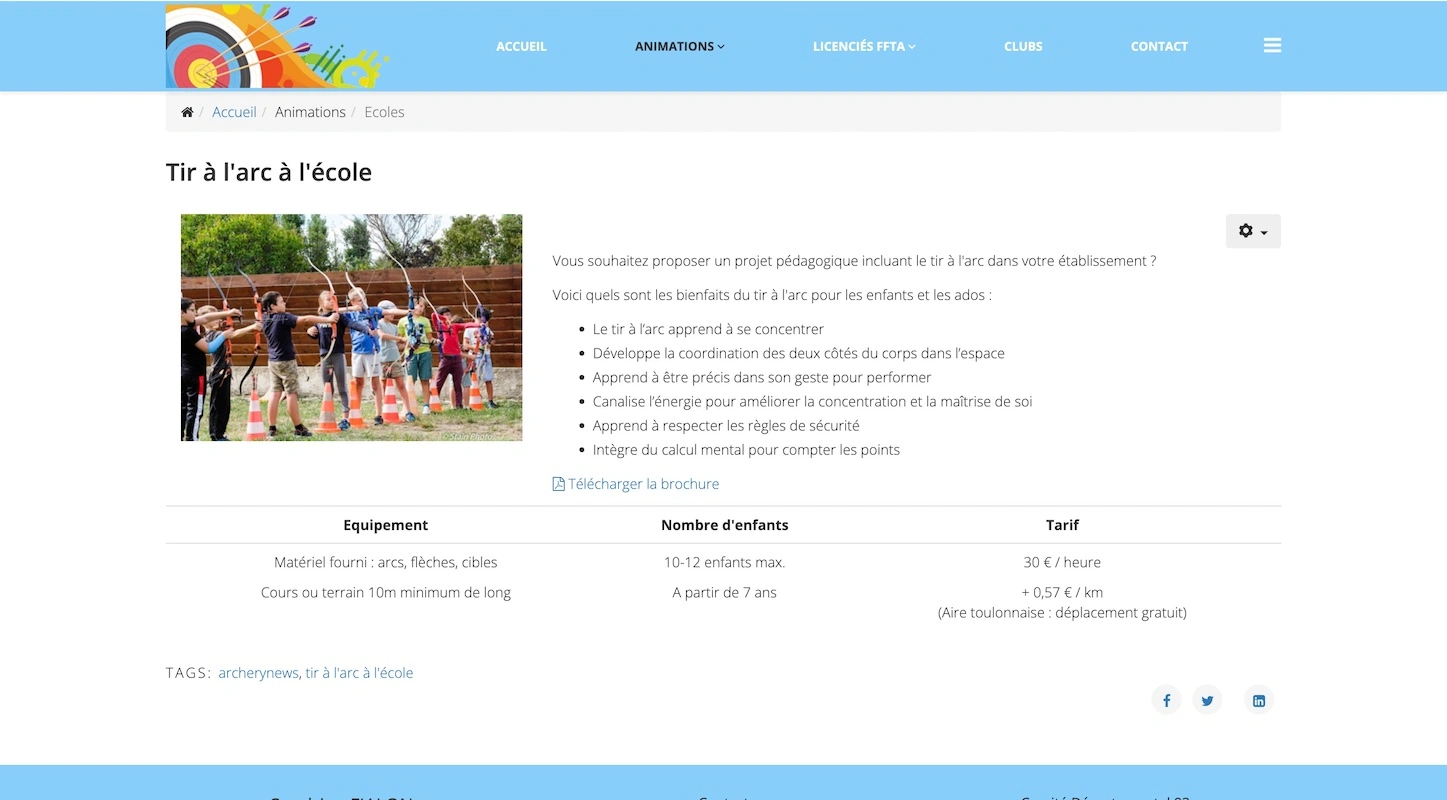 ACCUEIL
ANIMATIONS
LICENCIÉS FFTA
CLUBS
CONTACT
/ Accueil / Animations / Ecoles
Tir à l'arc à l'école
Vous souhaitez proposer un projet pédagogique incluant le tir à l'arc dans votre établissement ?
Voici quels sont les bienfaits du tir à l'arc pour les enfants et les ados :
Le tir à l’arc apprend à se concentrer
Développe la coordination des deux côtés du corps dans l’espace
Apprend à être précis dans son geste pour performer
Canalise l’énergie pour améliorer la concentration et la maîtrise de soi
Apprend à respecter les règles de sécurité
Intègre du calcul mental pour compter les points
© Stain Photo
Télécharger la brochure
Equipement Nombre d'enfants Tarif
Matériel fourni : arcs, flèches, cibles 10-12 enfants max. 30 € / heure
Cours ou terrain 10m minimum de long A partir de 7 ans + 0,57 € / km
(Aire toulonnaise : déplacement gratuit)
TAGS: archerynews, tir à l'arc à l'école